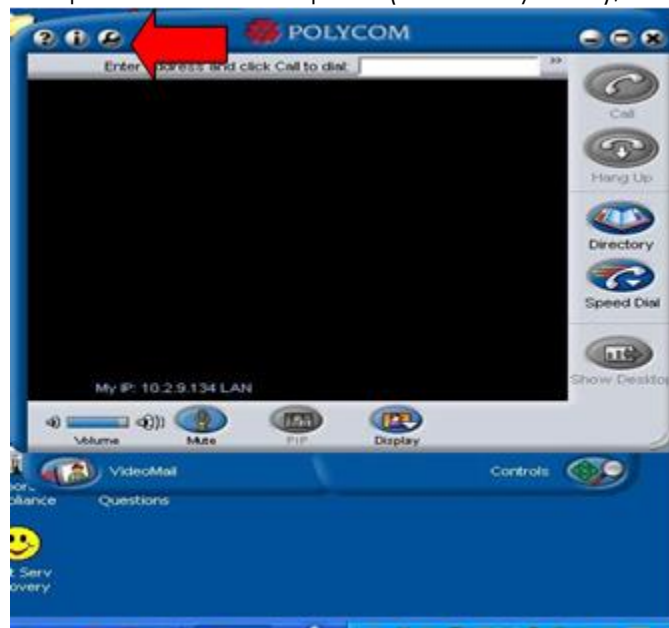 POLYCOM
Enter address and click Call to dial:
Call
Hang Up
Directory
Speed Dial
Show Deskto
My IP: 10.2.9.134 LAN
Volume
Mute
PIP
Display
VideoMail
Controls
Questions